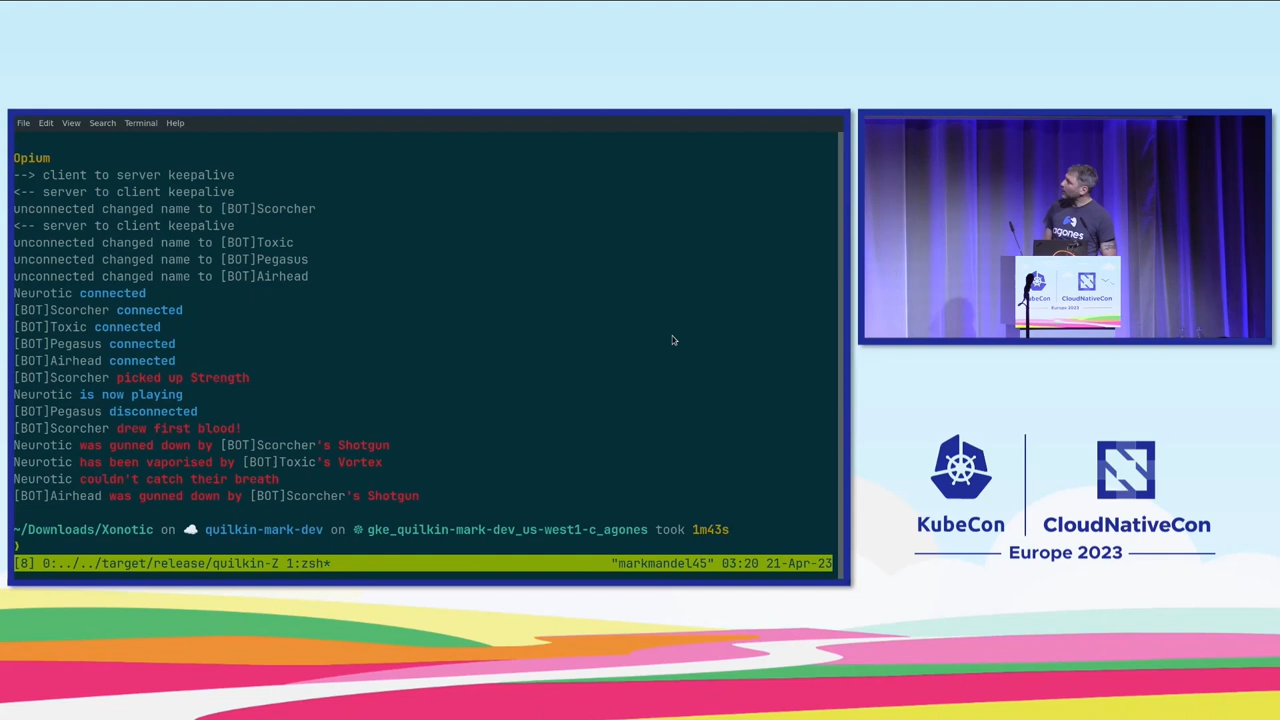 File Edit View Search Terminal Help
Opium
--> client to server keepalive
<-- server to client keepalive
unconnected changed name to [BOT]Scorcher
<-- server to client keepalive
unconnected changed name to [BOT]Toxic
unconnected changed name to [BOT]Pegasus
unconnected changed name to [BOT]Airhead
Neurotic connected
[BOT]Scorcher connected
[BOT]Toxic connected
[BOT]Pegasus connected
[BOT]Airhead connected
[BOT]Scorcher picked up Strength
Neurotic is now playing
[BOT]Pegasus disconnected
[BOT]Scorcher drew first blood!
Neurotic was gunned down by [BOT]Scorcher's Shotgun
Neurotic has been vaporised by [BOT]Toxic's Vortex
Neurotic couldn't catch their breath
[BOT]Airhead was gunned down by [BOT]Scorcher's Shotgun
~/Downloads/Xonotic on ☁️ quilkin-mark-dev on ☸ gke_quilkin-mark-dev_us-west1-c_agones took 1m43s
)
[8] 0:../../target/release/quilkin-Z 1:zsh* "markmandel45" 03:20 21-Apr-23
agones
KubeCon CloudNativeCon
Europe 2023
KubeCon CloudNativeCon
Europe 2023